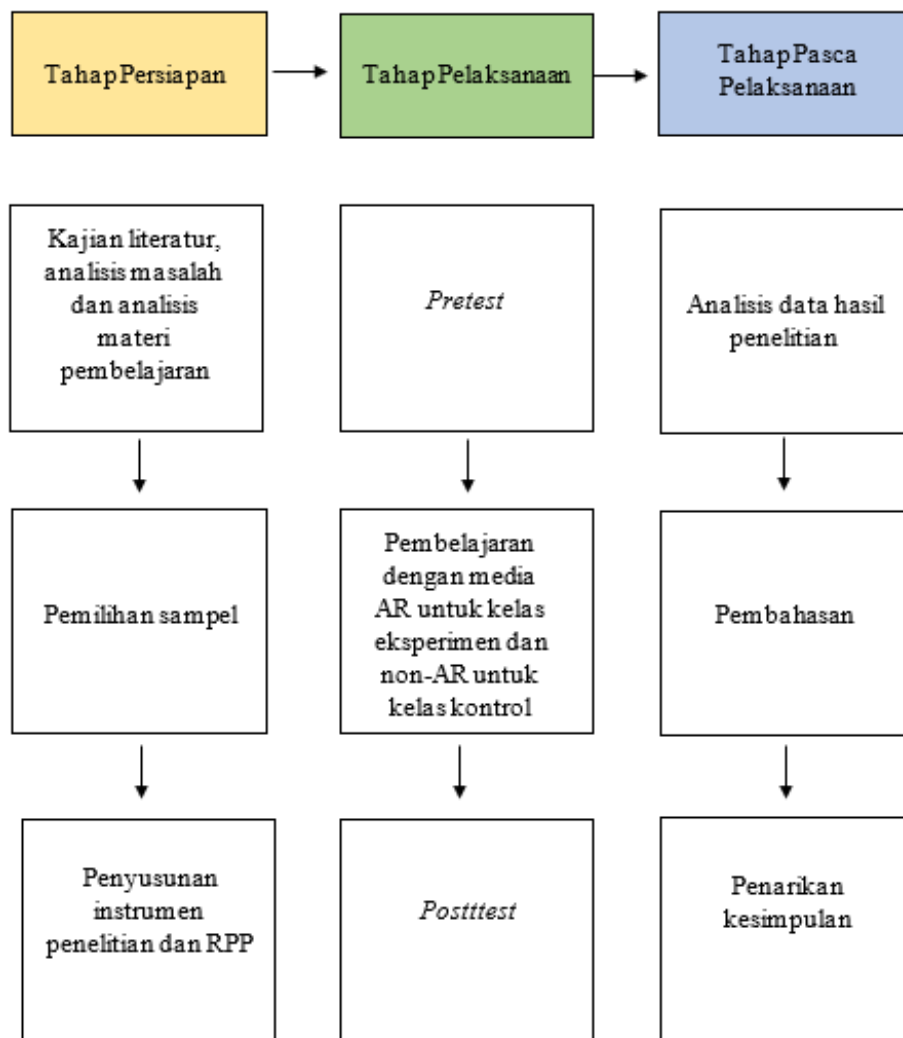 Tahap Persiapan
Tahap Pelaksanaan
Tahap Pasca
Pelaksanaan
Kajian literatur,
analisis masalah
dan analisis
materi
pembelajaran
Pretest
Analisis data hasil
penelitian
Pemilihan sampel
Pembelajaran
dengan media
AR untuk kelas
eksperimen dan
non-AR untuk
kelas kontrol
Pembahasan
Penyusunan
instrumen
penelitian dan RPP
Postttest
Penarikan
kesimpulan